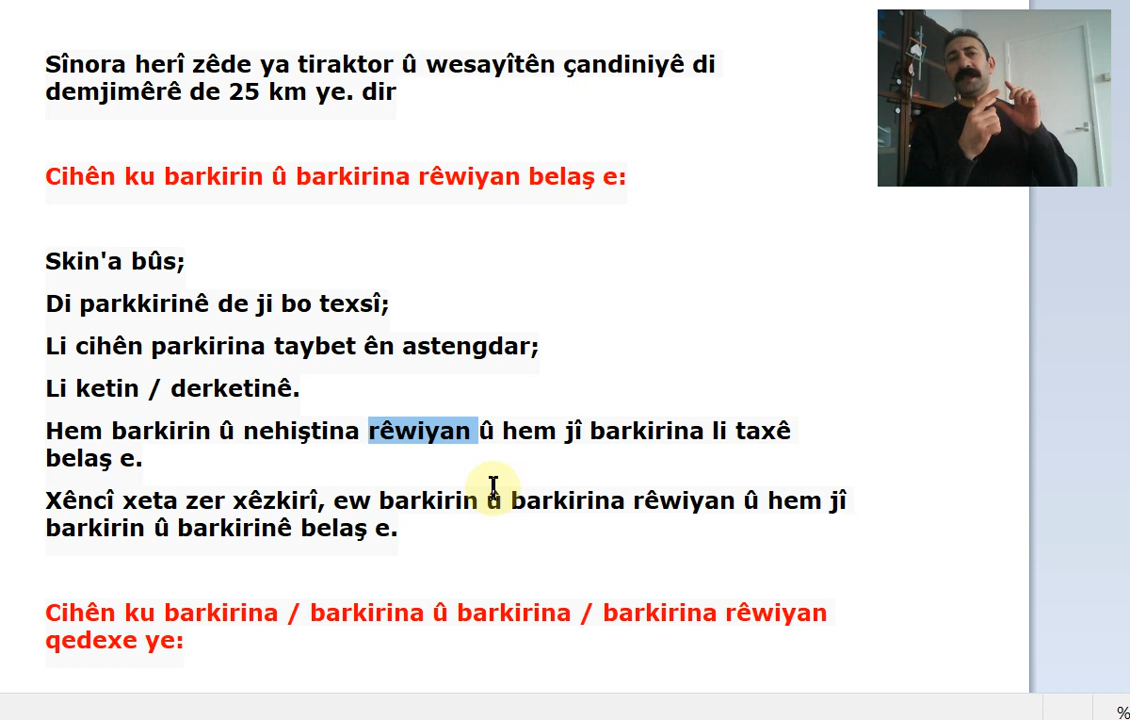 Sînora herî zêde ya tiraktor û wesayîtên çandiniyê di
demjimêrê de 25 km ye. dir
Cihên ku barkirin û barkirina rêwiyan belaş e:
Skin'a bûs;
Di parkkirinê de ji bo texsî;
Li cihên parkirina taybet ên astengdar;
Li ketin / derketinê.
Hem barkirin û nehiştina rêwiyan û hem jî barkirina li taxê
belaş e.
Xêncî xeta zer xêzkirî, ew barkirin û barkirina rêwiyan û hem jî
barkirin û barkirinê belaş e.
Cihên ku barkirina / barkirina û barkirina / barkirina rêwiyan
qedexe ye:
%